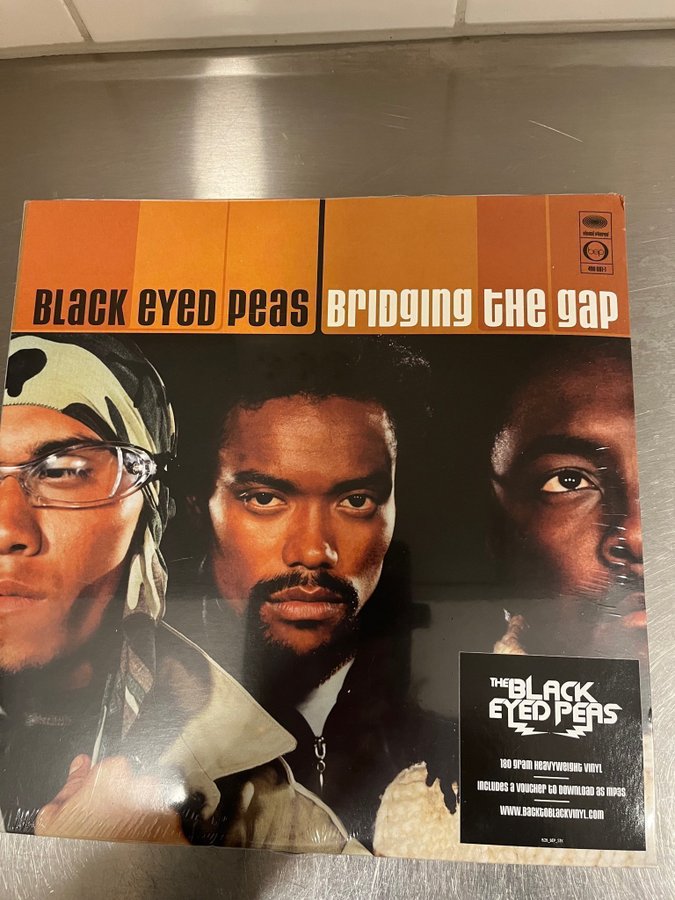 BLACK EYED PEAS BRIDGING THE GAP
bep
THE BLACK
EYED PEAS
180 GRAM HEAVYWEIGHT VINYL
INCLUDES A VOUCHER TO DOWNLOAD AS MP3S
WWW.BACKTOBLACKVINYL.COM